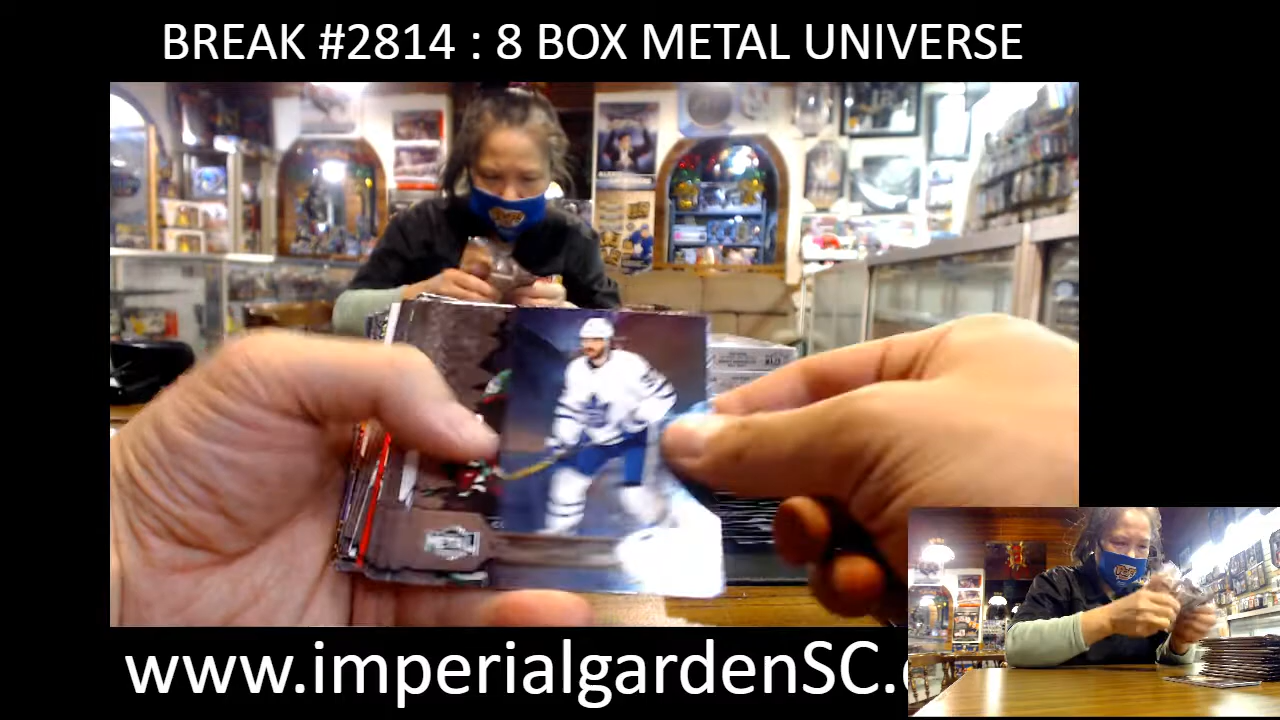 BREAK #2814 : 8 BOX METAL UNIVERSE
METAL
www.imperialgardenSC.